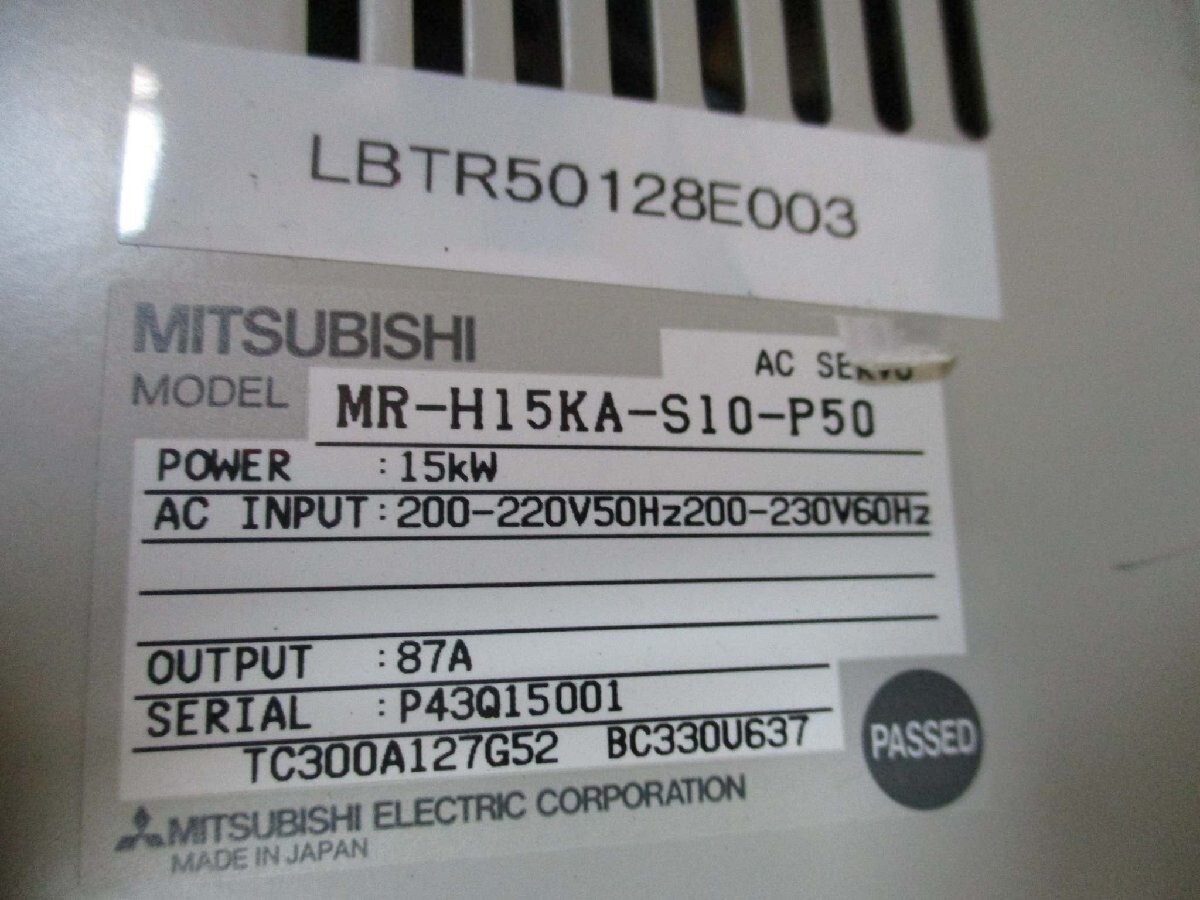 LBTR50128E003
MITSUBISHI
AC SERVO
MODEL MR-H15KA-S10-P50
POWER :15kW
AC INPUT:200-220V50Hz200-230V60Hz
OUTPUT :87A
SERIAL :P43Q15001
TC300A127G52 BC330U637
PASSED
MITSUBISHI ELECTRIC CORPORATION
MADE IN JAPAN